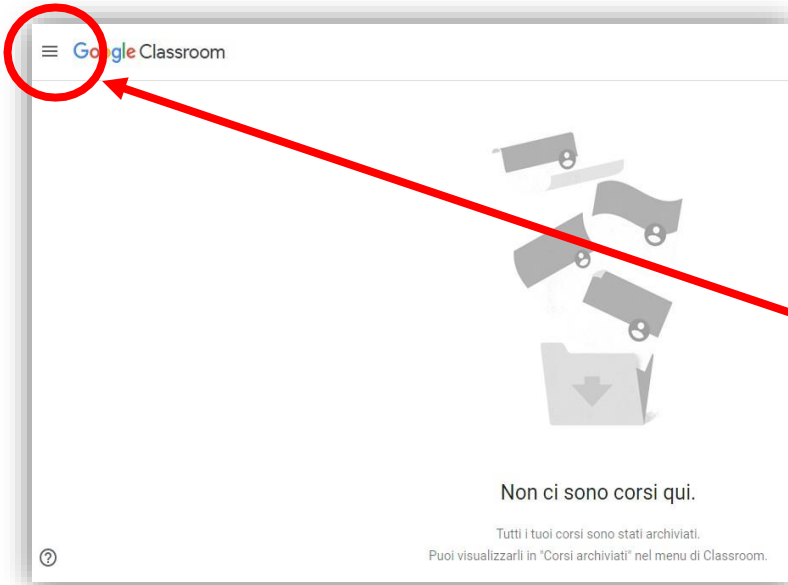 Google Classroom
Non ci sono corsi qui.
Tutti i tuoi corsi sono stati archiviati.
Puoi visualizzarli in "Corsi archiviati" nel menu di Classroom.